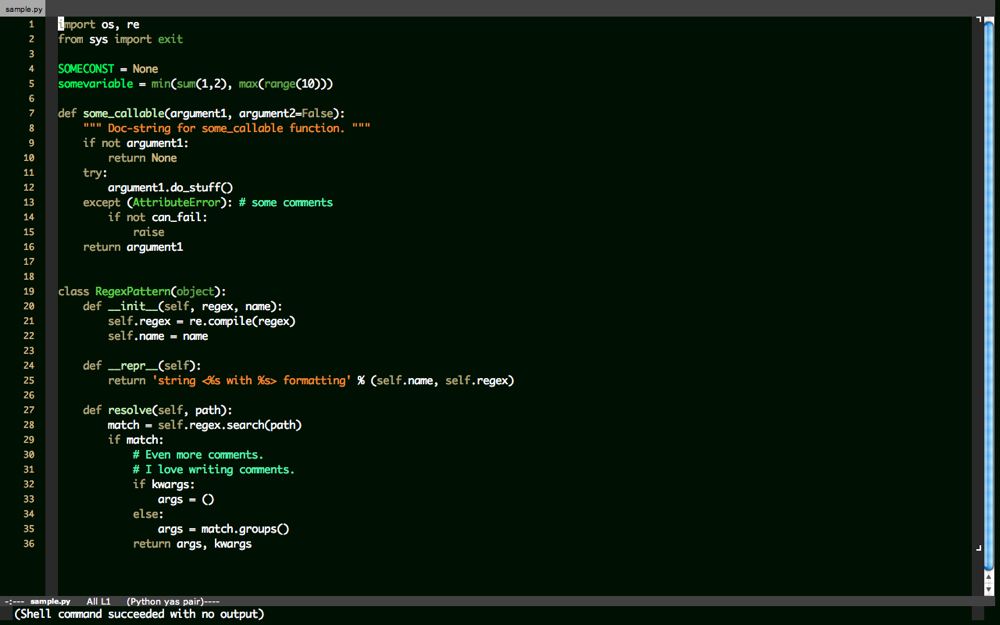 sample.py
1 import os, re
2 from sys import exit
3
4 SOMECONST = None
5 somevariable = min(sum(1,2), max(range(10)))
6
7 def some_callable(argument1, argument2=False):
8     """ Doc-string for some_callable function. """
9     if not argument1:
10         return None
11     try:
12         argument1.do_stuff()
13     except (AttributeError): # some comments
14         if not can_fail:
15             raise
16     return argument1
17
18
19 class RegexPattern(object):
20     def __init__(self, regex, name):
21         self.regex = re.compile(regex)
22         self.name = name
23
24     def __repr__(self):
25         return 'string <%s with %s> formatting' % (self.name, self.regex)
26
27     def resolve(self, path):
28         match = self.regex.search(path)
29         if match:
30             # Even more comments.
31             # I love writing comments.
32             if kwargs:
33                 args = ()
34             else:
35                 args = match.groups()
36             return args, kwargs
-:--- sample.py All L1 (Python yas pair)----
(Shell command succeeded with no output)